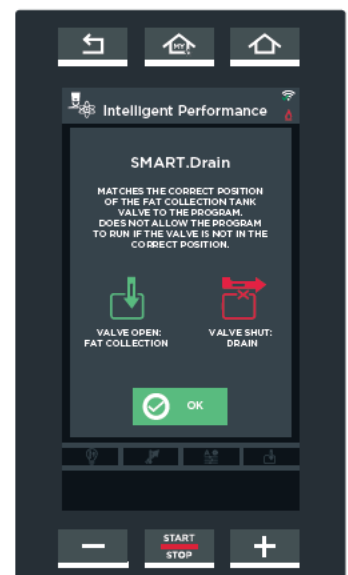 MY
Intelligent Performance
SMART.Drain
MATCHES THE CORRECT POSITION
OF THE FAT COLLECTION TANK
VALVE TO THE PROGRAM.
DOES NOT ALLOW THE PROGRAM
TO RUN IF THE VALVE IS NOT IN THE
CORRECT POSITION.
VALVE OPEN:
FAT COLLECTION
VALVE SHUT:
DRAIN
OK
START
STOP